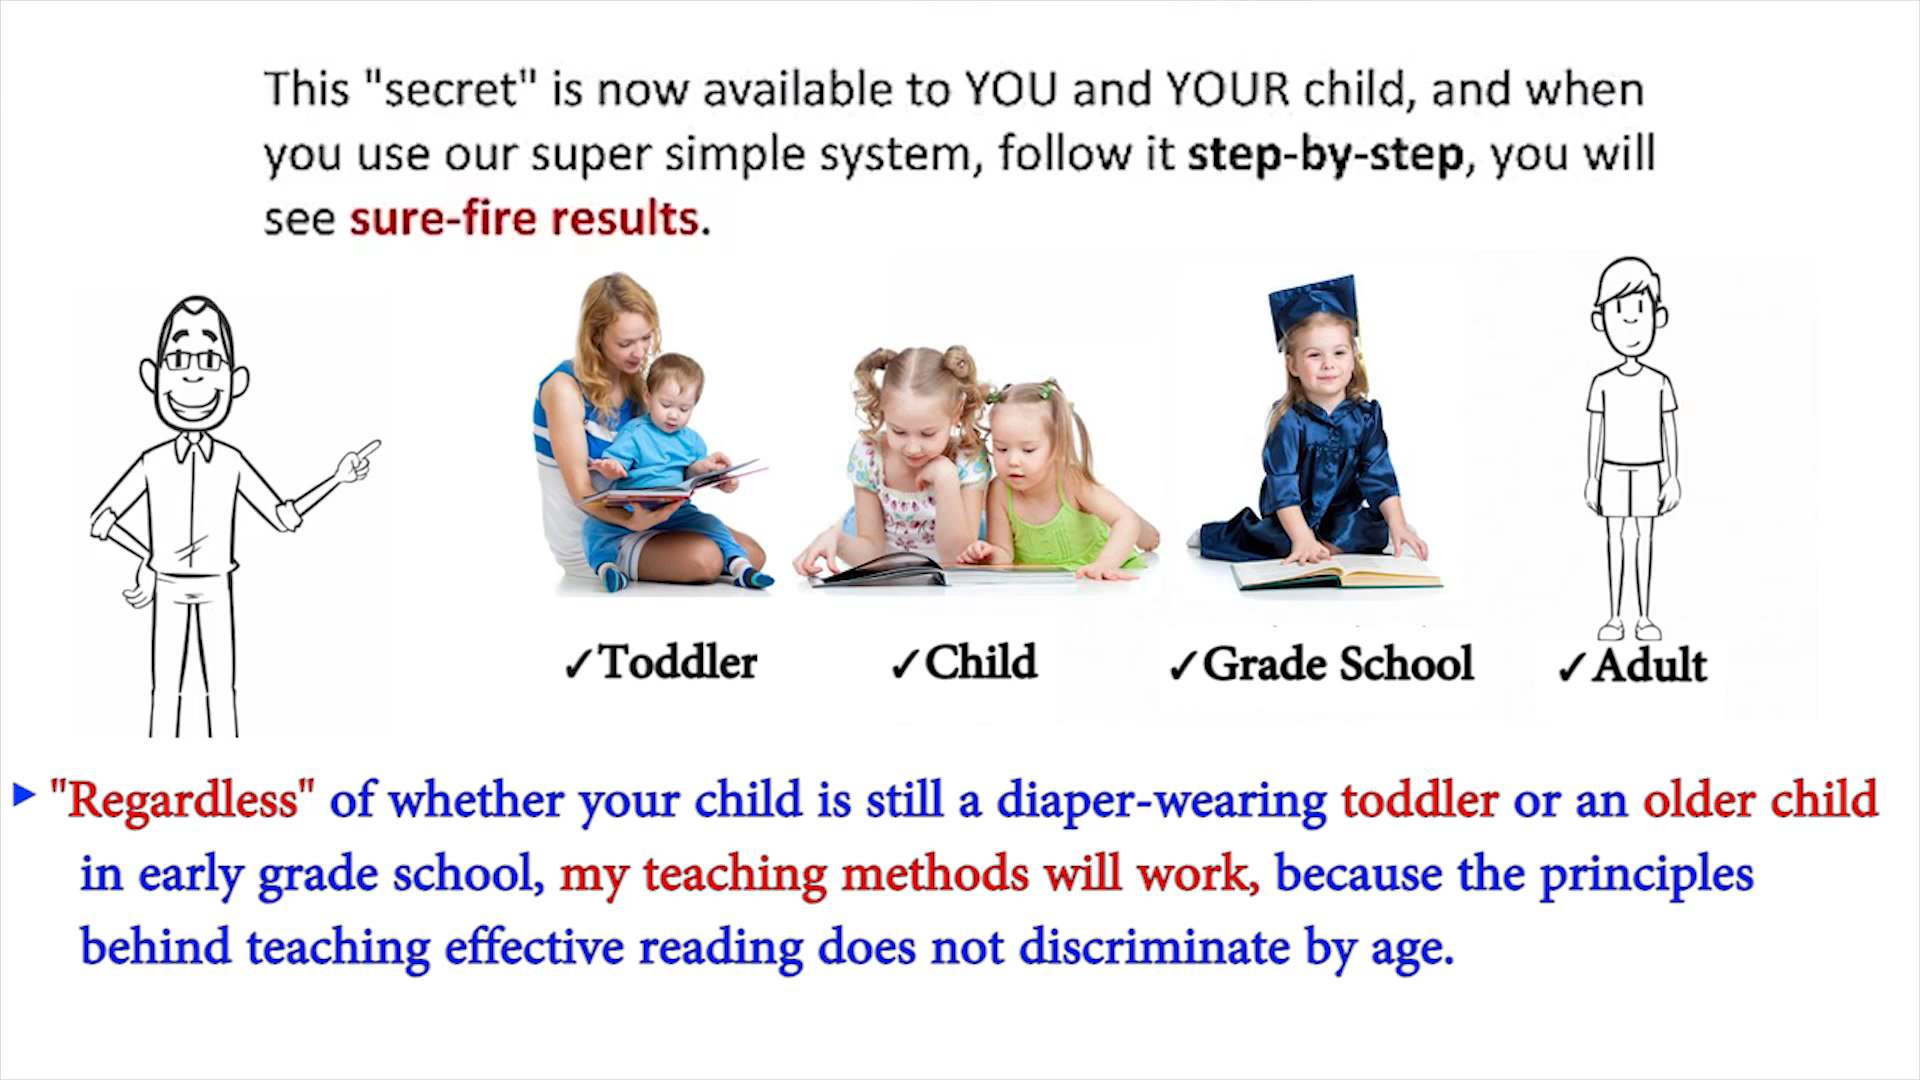 This "secret" is now available to YOU and YOUR child, and when
you use our super simple system, follow it step-by-step, you will
see sure-fire results.
✓Toddler ✓Child ✓Grade School ✓Adult
▸ "Regardless" of whether your child is still a diaper-wearing toddler or an older child
in early grade school, my teaching methods will work, because the principles
behind teaching effective reading does not discriminate by age.